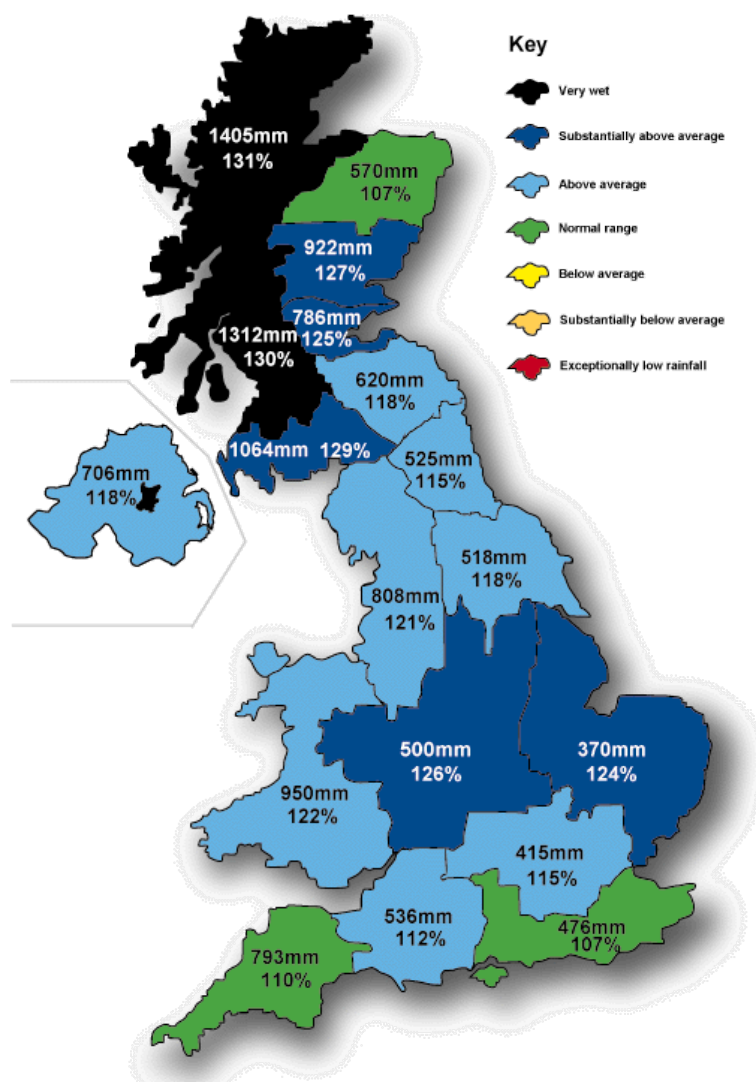 Key
Very wet
Substantially above average
Above average
Normal range
Below average
Substantially below average
Exceptionally low rainfall
1405mm
131%
570mm
107%
922mm
127%
786mm
125%
1312mm
130%
620mm
118%
1064mm 129%
525mm
115%
706mm
118%
518mm
118%
808mm
121%
500mm
126%
370mm
124%
950mm
122%
415mm
115%
536mm
112%
476mm
107%
793mm
110%